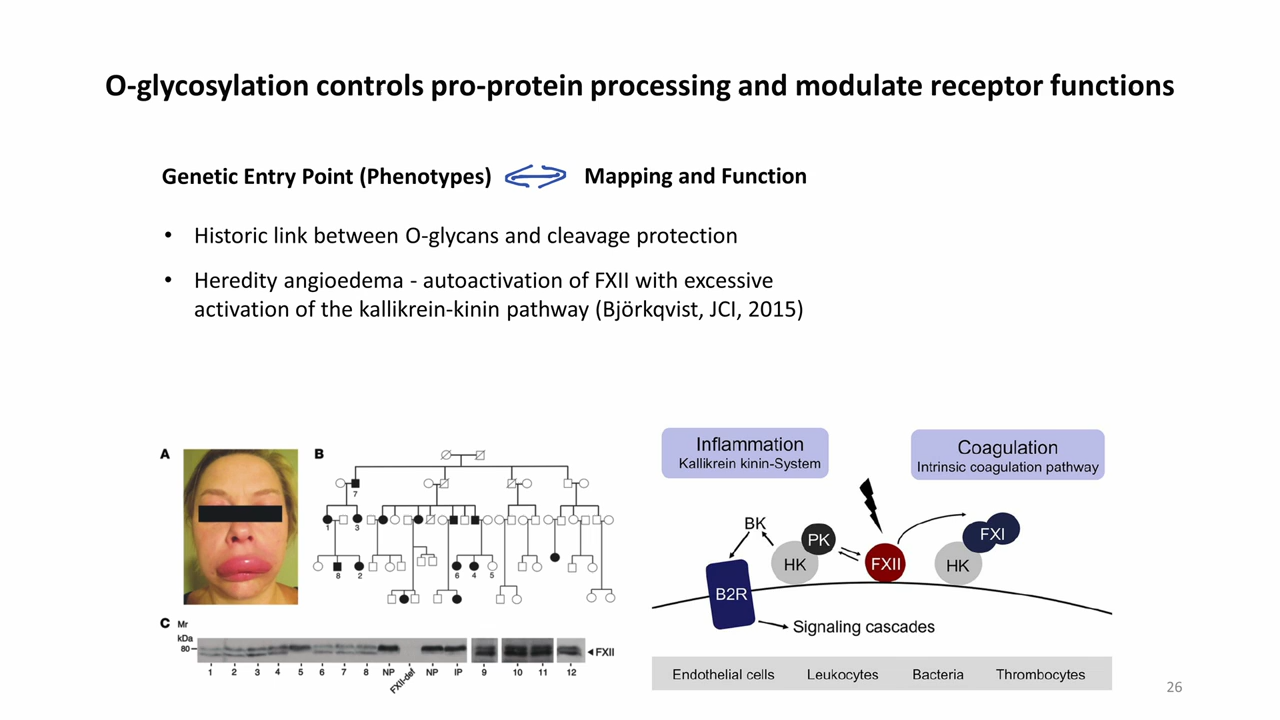 O-glycosylation controls pro-protein processing and modulate receptor functions
Genetic Entry Point (Phenotypes)
Mapping and Function
• Historic link between O-glycans and cleavage protection
• Heredity angioedema - autoactivation of FXII with excessive
activation of the kallikrein-kinin pathway (Björkqvist, JCI, 2015)
A
B
7
1
3
8
2
6
4
5
C
Mr
kDa
80
1 2 3 4 5 6 7 8 NP FXII-def NP IP 9 10 11 12
FXII
Inflammation
Kallikrein kinin-System
Coagulation
Intrinsic coagulation pathway
BK
PK
HK
FXII
HK
FXI
B2R
Signaling cascades
Endothelial cells Leukocytes Bacteria Thrombocytes
26